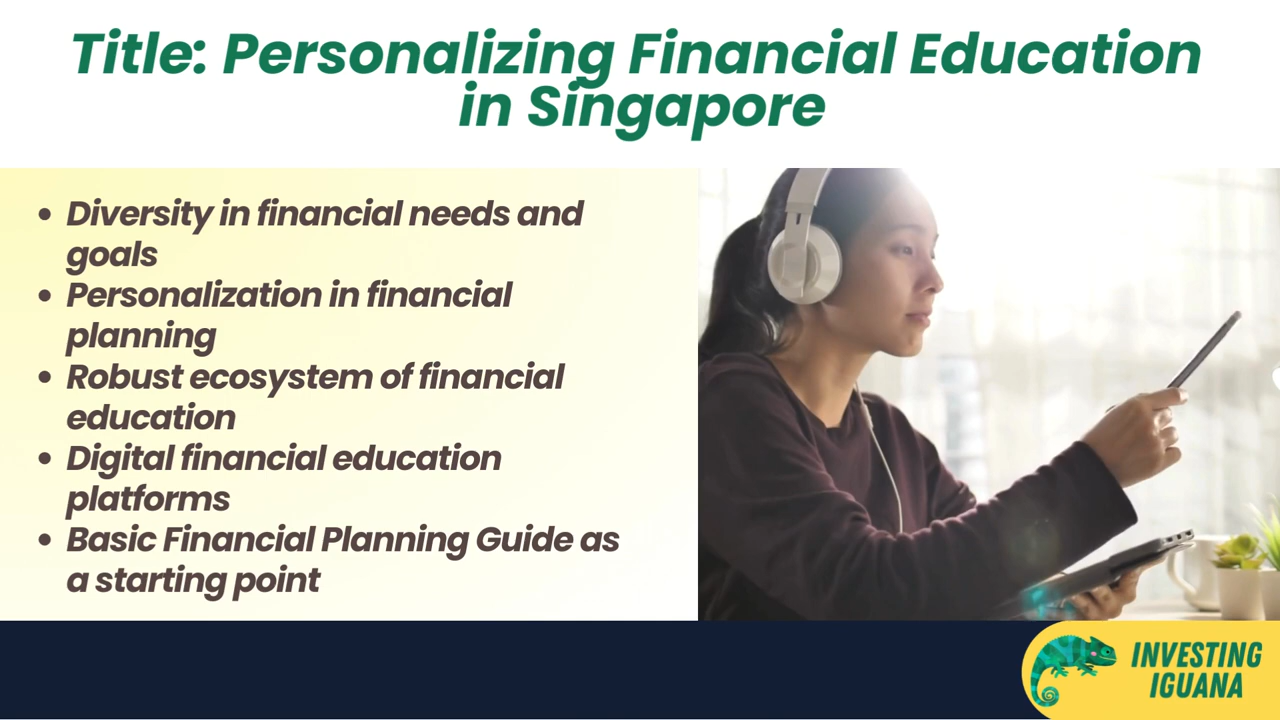 Title: Personalizing Financial Education
in Singapore
• Diversity in financial needs and
goals
• Personalization in financial
planning
• Robust ecosystem of financial
education
• Digital financial education
platforms
• Basic Financial Planning Guide as
a starting point
INVESTING
IGUANA